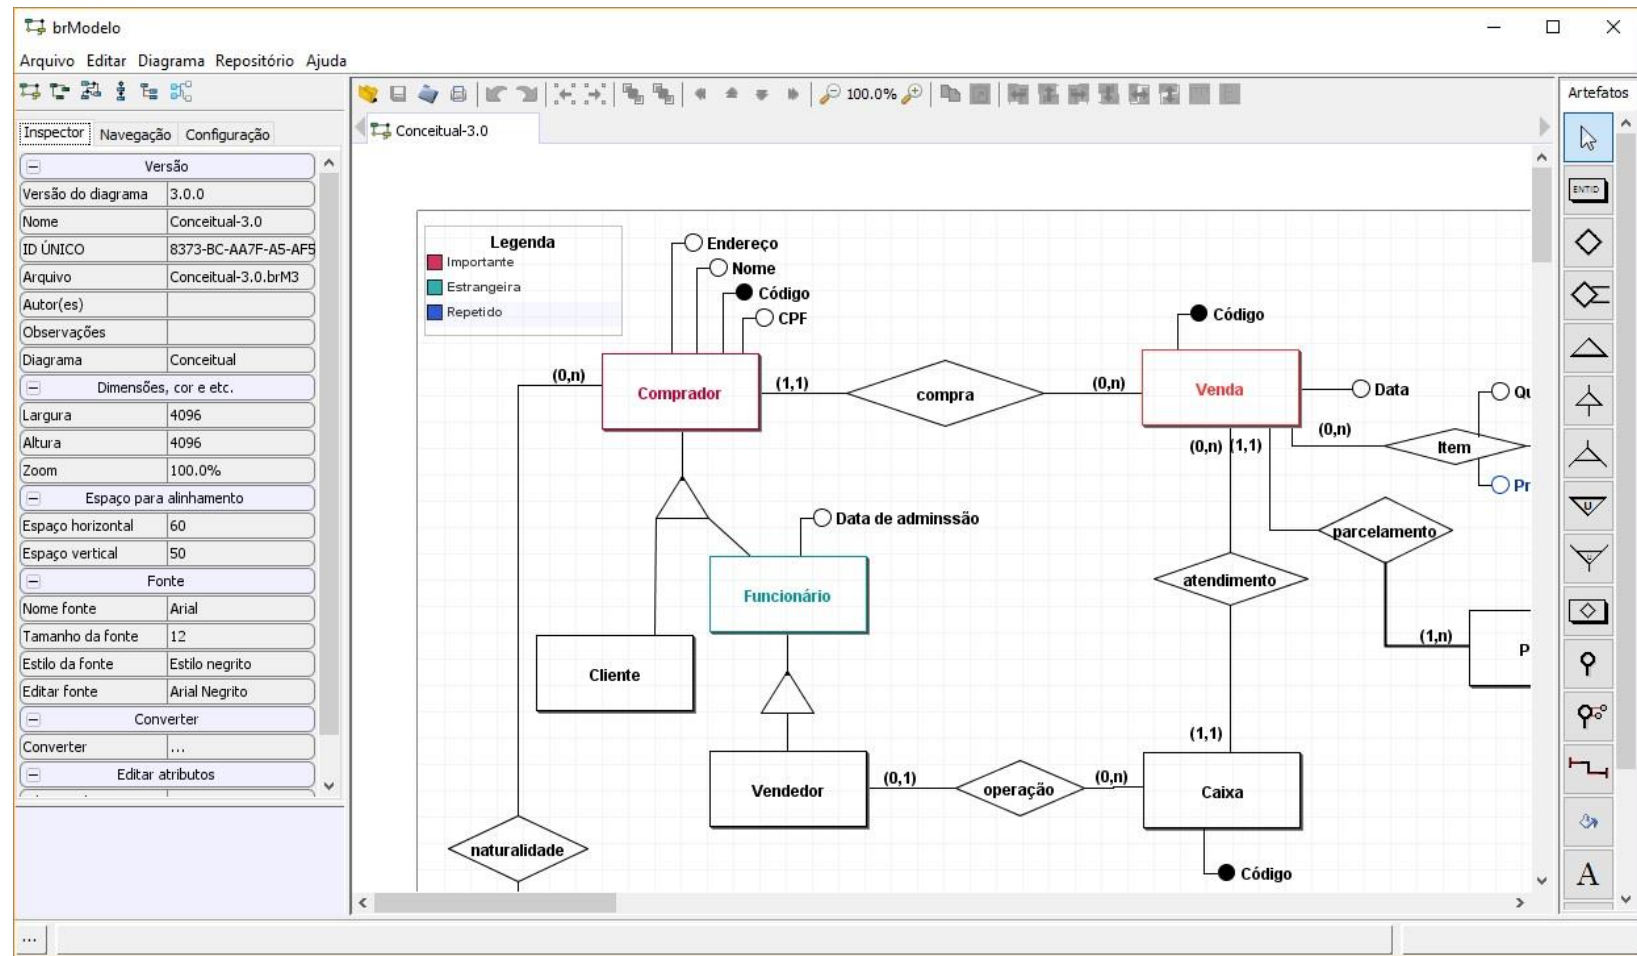 brModelo
Arquivo Editar Diagrama Repositório Ajuda
100.0%
Artefatos
Inspector Navegação Configuração
Conceitual-3.0
Versão
Versão do diagrama 3.0.0
Nome Conceitual-3.0
ID ÚNICO 8373-BC-AA7F-A5-AF5
Arquivo Conceitual-3.0.brM3
Autor(es)
Observações
Diagrama Conceitual
Dimensões, cor e etc.
Largura 4096
Altura 4096
Zoom 100.0%
Espaço para alinhamento
Espaço horizontal 60
Espaço vertical 50
Fonte
Nome fonte Arial
Tamanho da fonte 12
Estilo da fonte Estilo negrito
Editar fonte Arial Negrito
Converter
Converter ...
Editar atributos
Legenda
Importante
Estrangeira
Repetido
Endereço
Nome
Código
CPF
(0,n)
Comprador
(1,1)
compra
(0,n)
Código
Venda
Data
(0,n)
Item
Qu
Pr
(0,n) (1,1)
parcelamento
(1,n)
P
atendimento
Data de adminssão
Funcionário
Cliente
Vendedor
(0,1)
operação
(0,n)
(1,1)
Caixa
Código
naturalidade
ENTID
U
A
...